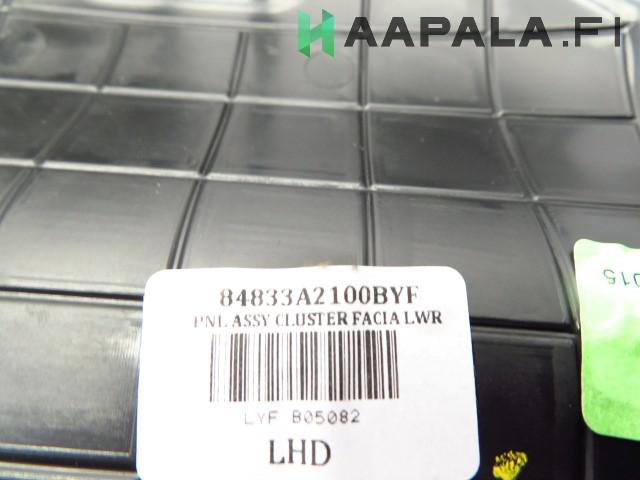 HAAPALA.FI
84833A2100BYF
PNL ASSY CLUSTER FACIA LWR
LYF B05082
LHD